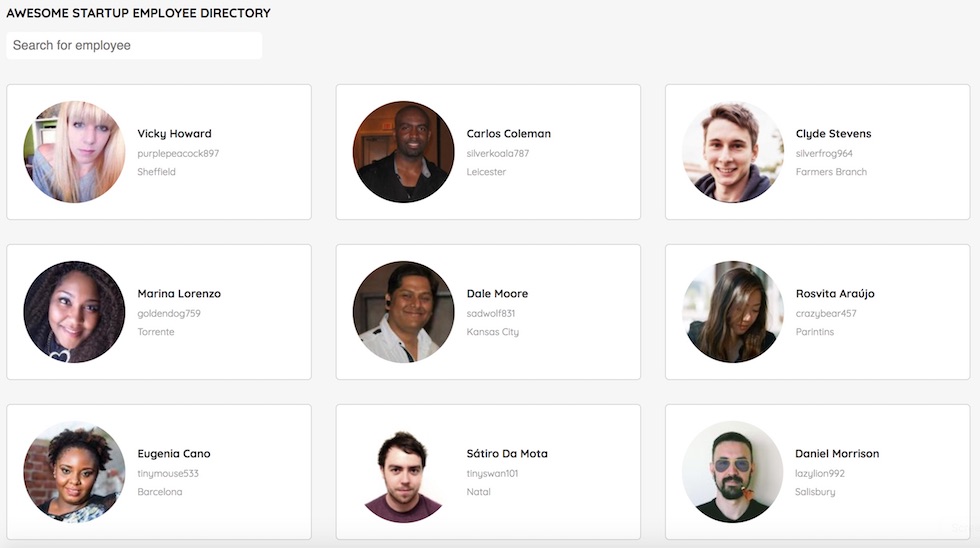 AWESOME STARTUP EMPLOYEE DIRECTORY
Search for employee
Vicky Howard
purplepeacock897
Sheffield
Carlos Coleman
silverkoala787
Leicester
Clyde Stevens
silverfrog964
Farmers Branch
Marina Lorenzo
goldendog759
Torrente
Dale Moore
sadwolf831
Kansas City
Rosvita Araújo
crazybear457
Parintins
Eugenia Cano
tinymouse533
Barcelona
Sátiro Da Mota
tinyswan101
Natal
Daniel Morrison
lazylion992
Salisbury